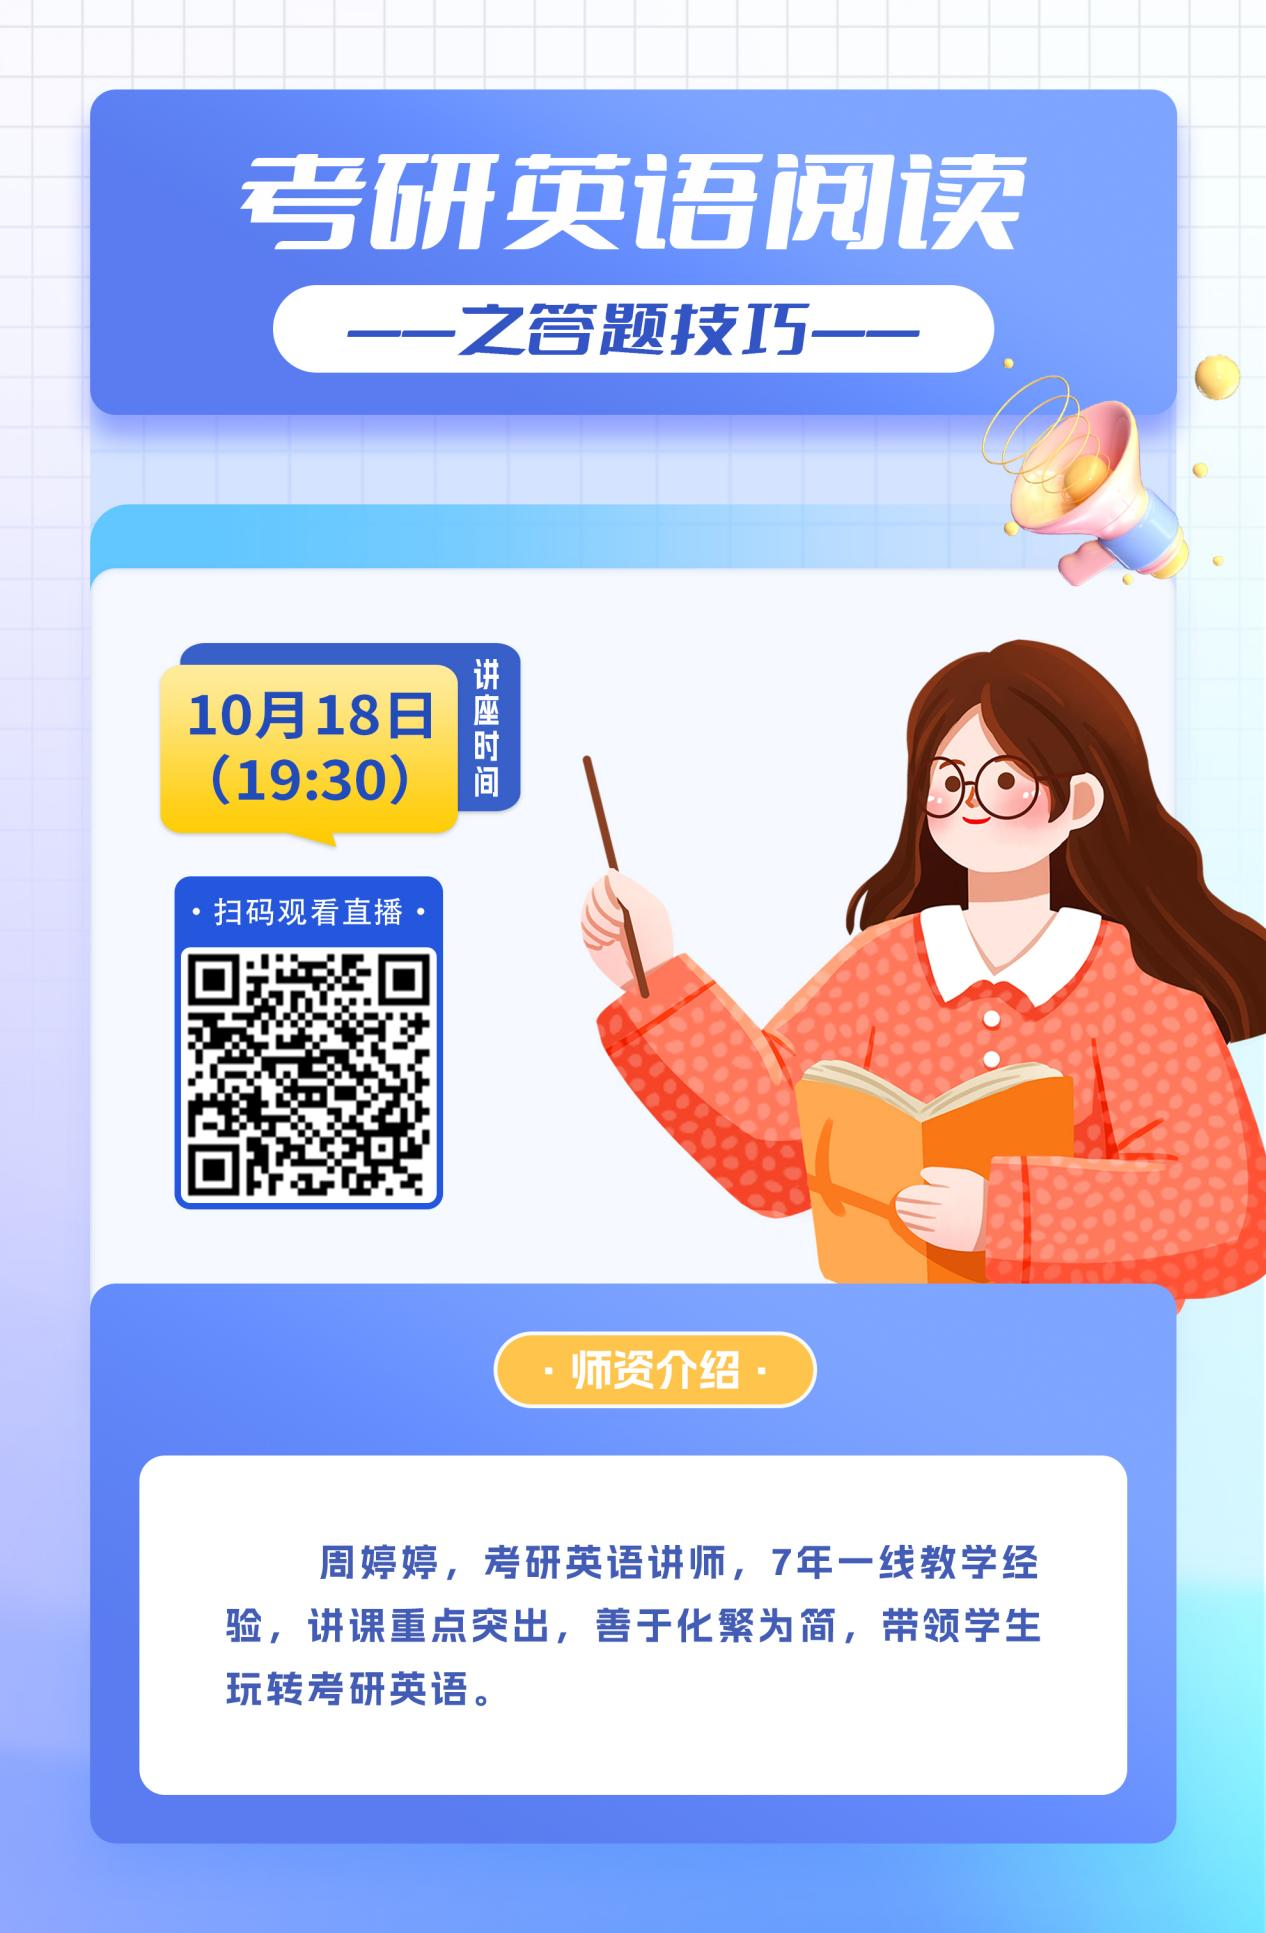 考研英语阅读
——之答题技巧——
10月18日
（19:30）
讲座时间
·扫码观看直播·
·师资介绍·
周婷婷，考研英语讲师，7年一线教学经
验，讲课重点突出，善于化繁为简，带领学生
玩转考研英语。